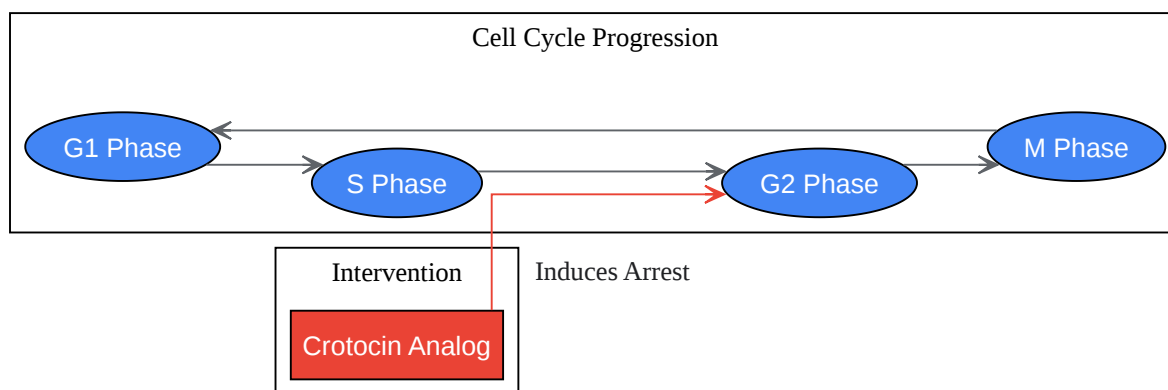 Cell Cycle Progression
G1 Phase
S Phase
G2 Phase
M Phase
Intervention
Induces Arrest
Crotocin Analog